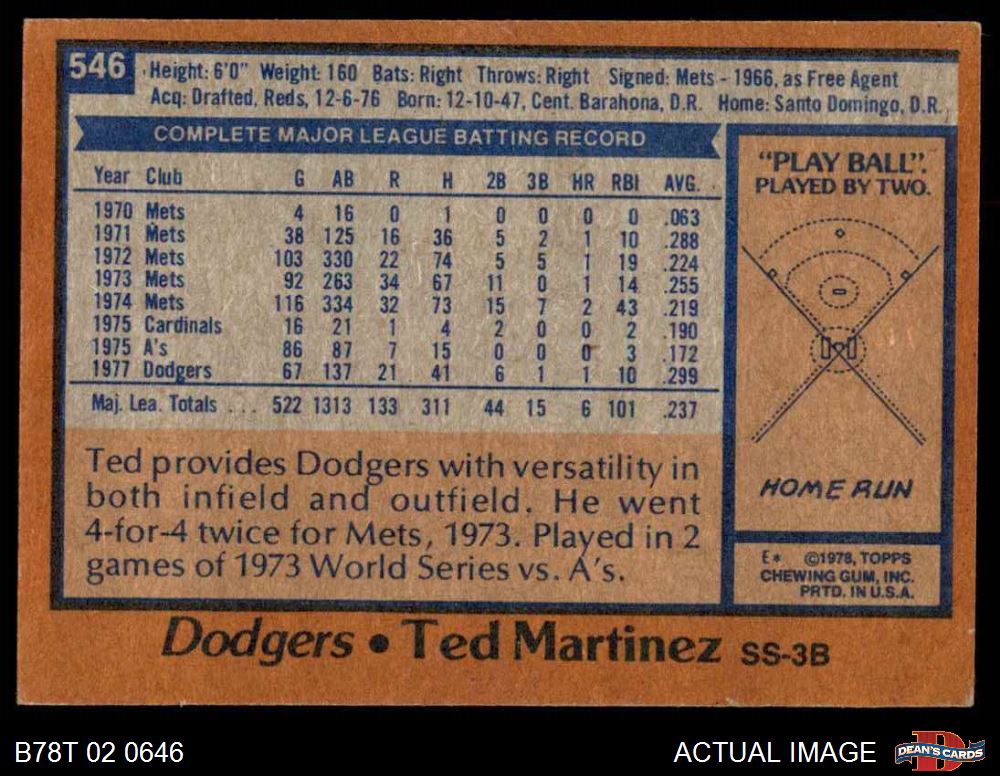 546
Height: 6'0" Weight: 160 Bats: Right Throws: Right Signed: Mets - 1966, as Free Agent
Acq: Drafted, Reds, 12-6-76 Born: 12-10-47, Cent. Barahona, D.R. Home: Santo Domingo, D.R.
COMPLETE MAJOR LEAGUE BATTING RECORD
Year Club G AB R H 2B 3B HR RBI AVG.
1970 Mets 4 16 0 1 0 0 0 0 .063
1971 Mets 38 125 16 36 5 2 1 10 .288
1972 Mets 103 330 22 74 5 5 1 19 .224
1973 Mets 92 263 34 67 11 0 1 14 .255
1974 Mets 116 334 32 73 15 7 2 43 .219
1975 Cardinals 16 21 1 4 2 0 0 2 .190
1975 A's 86 87 7 15 0 0 0 3 .172
1977 Dodgers 67 137 21 41 6 1 1 10 .299
Maj. Lea. Totals . . . 522 1313 133 311 44 15 6 101 .237
Ted provides Dodgers with versatility in
both infield and outfield. He went
4-for-4 twice for Mets, 1973. Played in 2
games of 1973 World Series vs. A's.
"PLAY BALL".
PLAYED BY TWO.
HOME RUN
E* ©1978, TOPPS
CHEWING GUM, INC.
PRTD. IN U.S.A.
Dodgers • Ted Martinez SS-3B
B78T 02 0646
ACTUAL IMAGE
DEAN'S CARDS